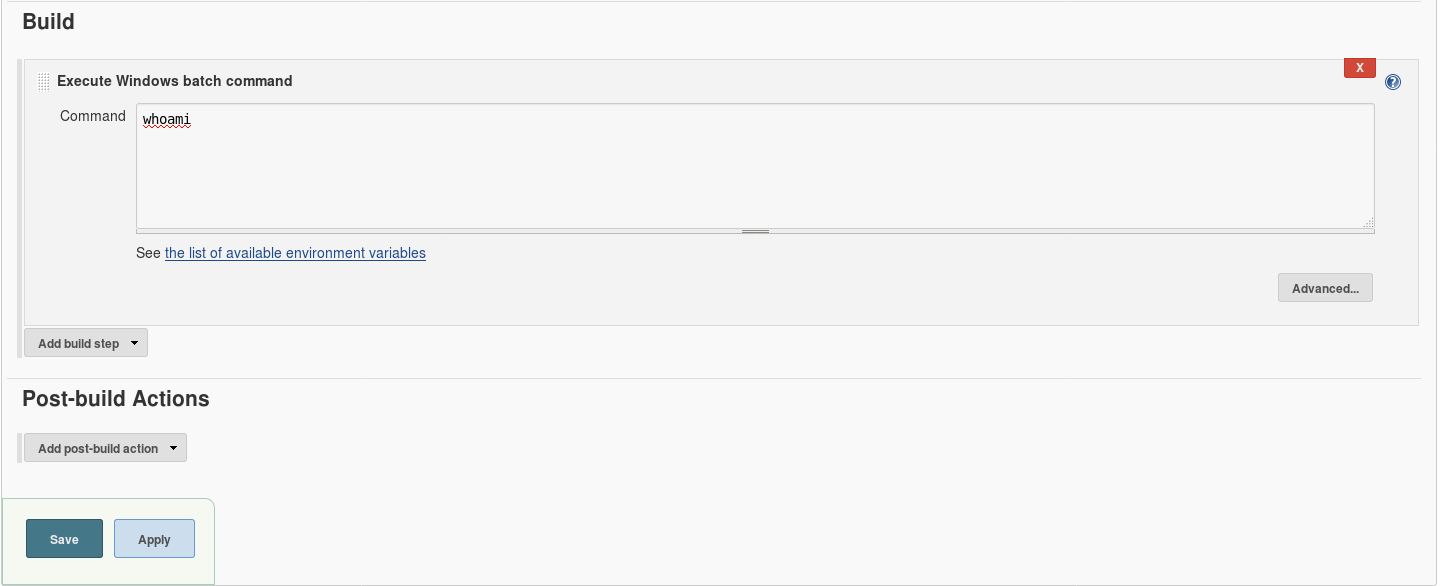 Build
X
Execute Windows batch command
?
Command
whoami
See the list of available environment variables
Advanced...
Add build step
Post-build Actions
Add post-build action
Save
Apply